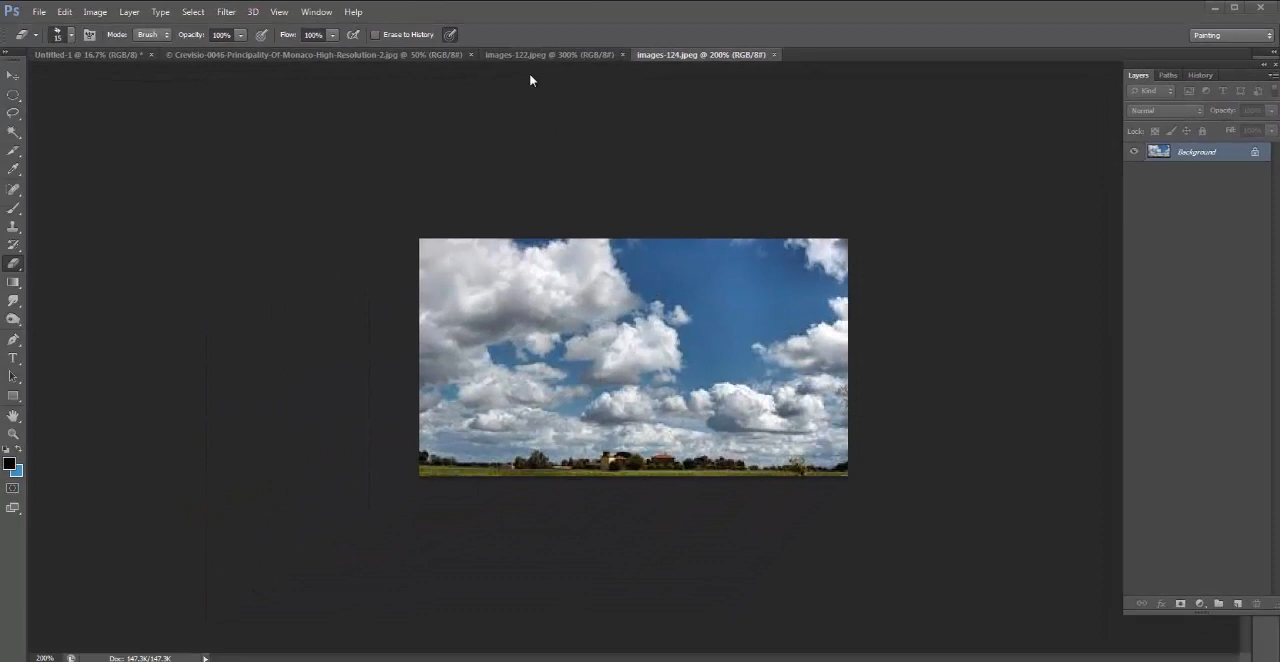 Ps File Edit Image Layer Type Select Filter 3D View Window Help
15 Mode: Brush Opacity: 100% Flow: 100% Erase to History Painting
Untitled-1 @ 16.7% (RGB/8) * × © Crevisio-0046-Principality-Of-Monaco-High-Resolution-2.jpg @ 50% (RGB/8#) × images-122.jpeg @ 300% (RGB/8#) × images-124.jpeg @ 200% (RGB/8#) ×
Layers Paths History
Kind
Normal Opacity:
Lock: Fill:
Background
200% Doc: 147.3K/147.3K